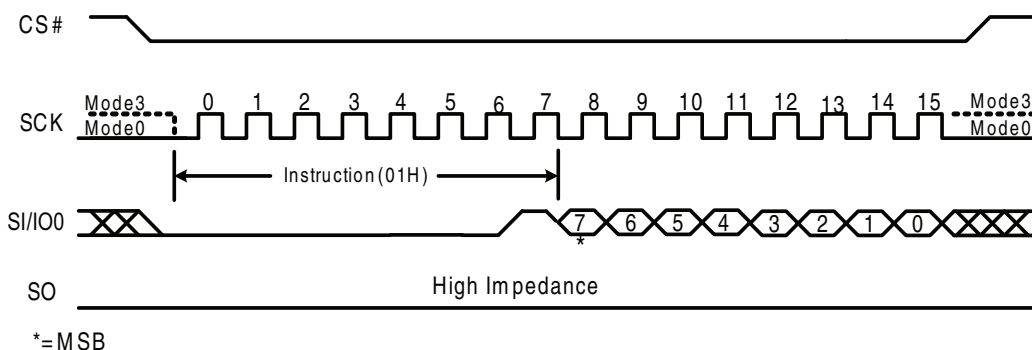 CS#
Mode3 0 1 2 3 4 5 6 7 8 9 10 11 12 13 14 15 Mode3
SCK
Mode0 Mode0
Instruction(01H)
SI/IO0 7 6 5 4 3 2 1 0
*
High Impedance
SO
*=MSB